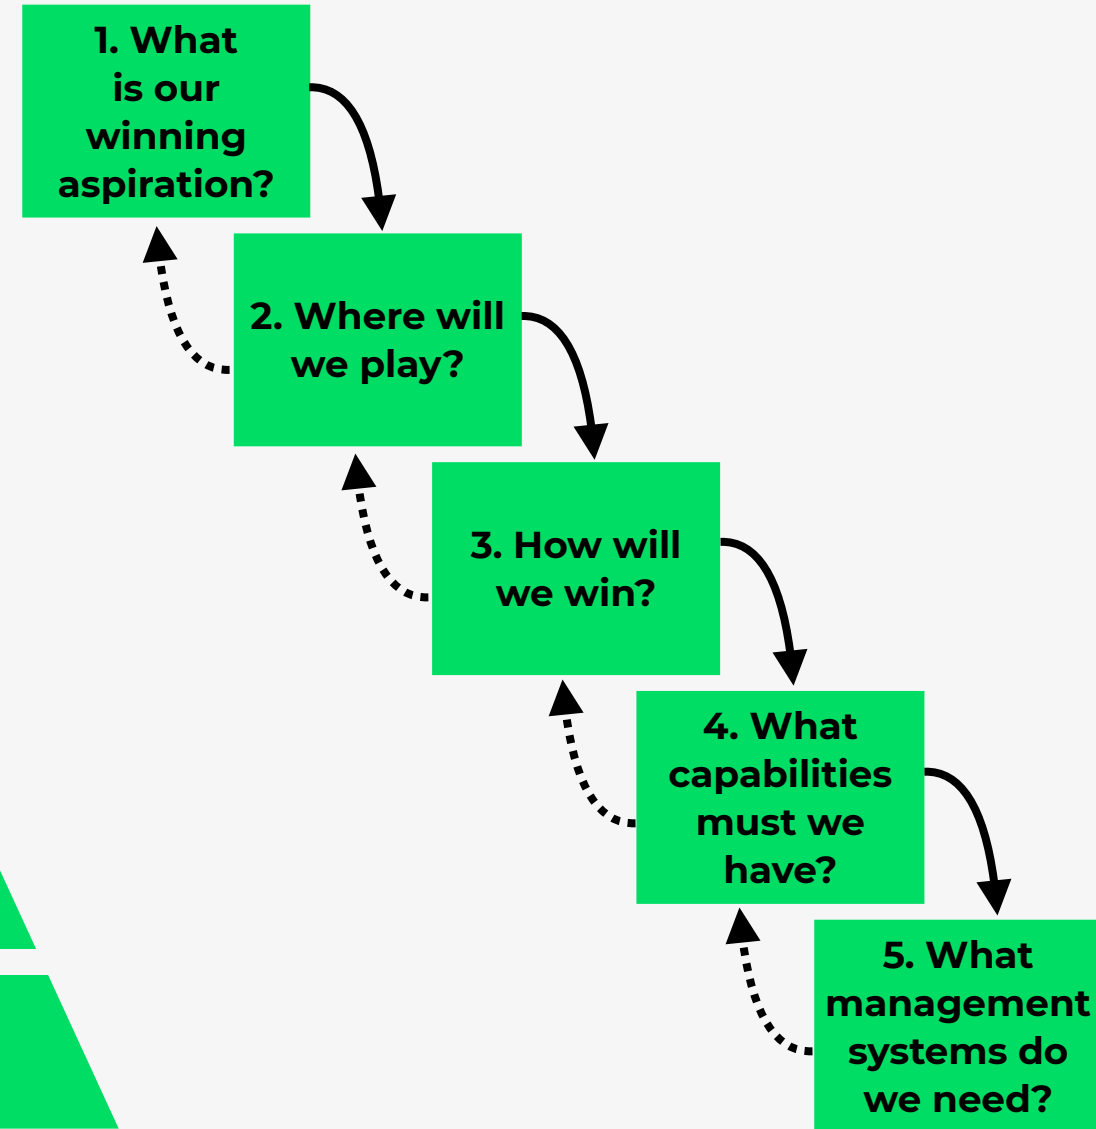 1. What
is our
winning
aspiration?
2. Where will
we play?
3. How will
we win?
4. What
capabilities
must we
have?
5. What
management
systems do
we need?